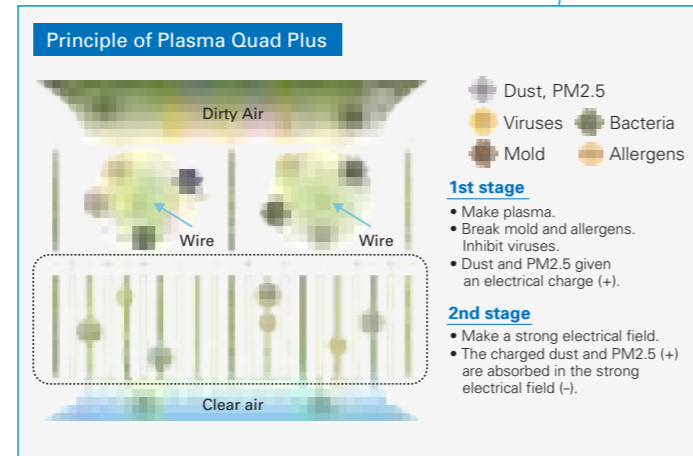 Principle of Plasma Quad Plus
Dirty Air
Wire
Wire
Clear air
Dust, PM2.5
Viruses
Bacteria
Mold
Allergens
1st stage
• Make plasma.
• Break mold and allergens.
Inhibit viruses.
• Dust and PM2.5 given
an electrical charge (+).
2nd stage
• Make a strong electrical field.
• The charged dust and PM2.5 (+)
are absorbed in the strong
electrical field (–).